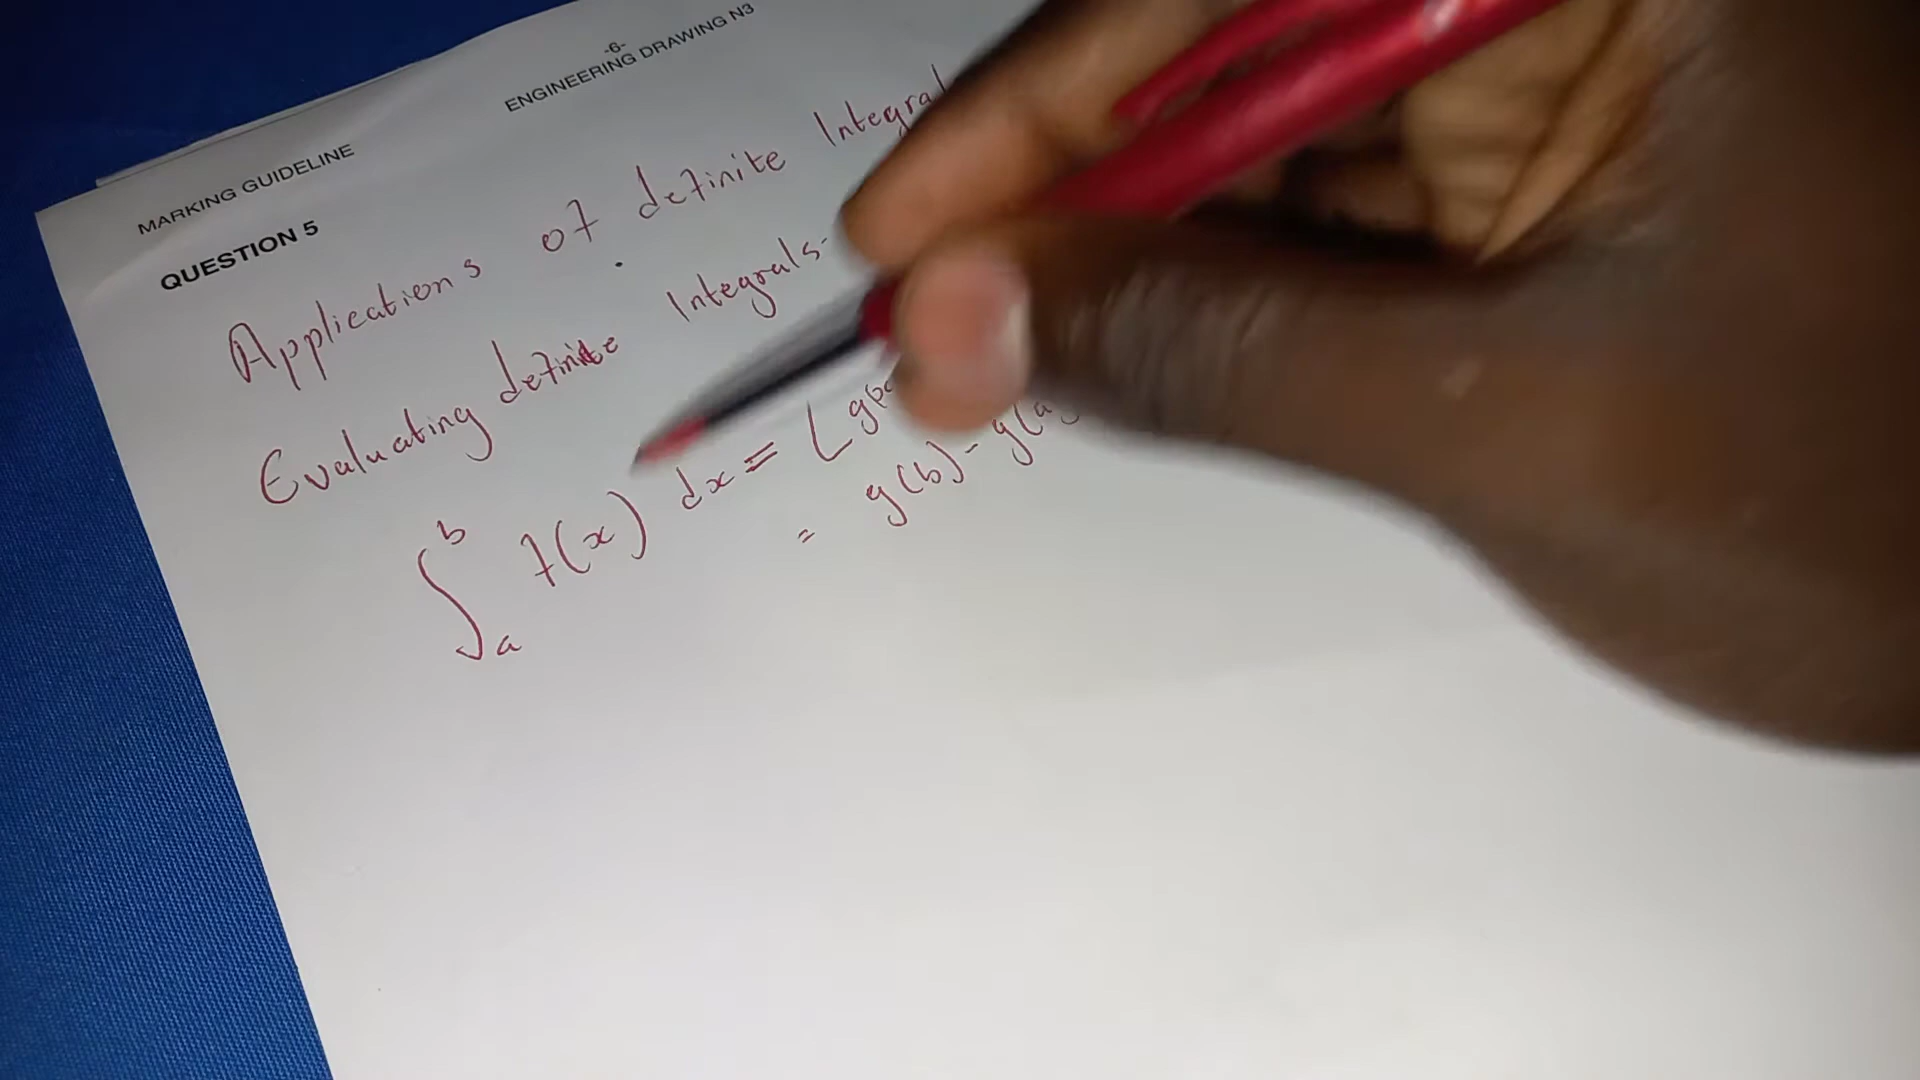 -6-
ENGINEERING DRAWING N3
MARKING GUIDELINE
QUESTION 5
Applications of definite Integral
Evaluating definite Integrals-
∫ₐᵇ f(x) dx = [g(
= g(b) - g(a)